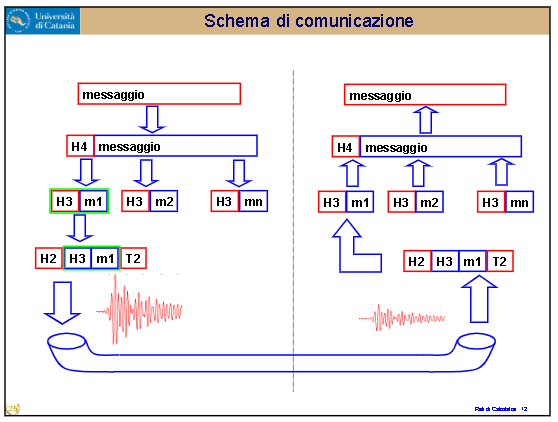 Università
di Catania
Schema di comunicazione
messaggio
messaggio
H4 messaggio
H4 messaggio
H3 m1 H3 m2 H3 mn
H3 m1 H3 m2 H3 mn
H2 H3 m1 T2
H2 H3 m1 T2
Reti di Calcolatori 12